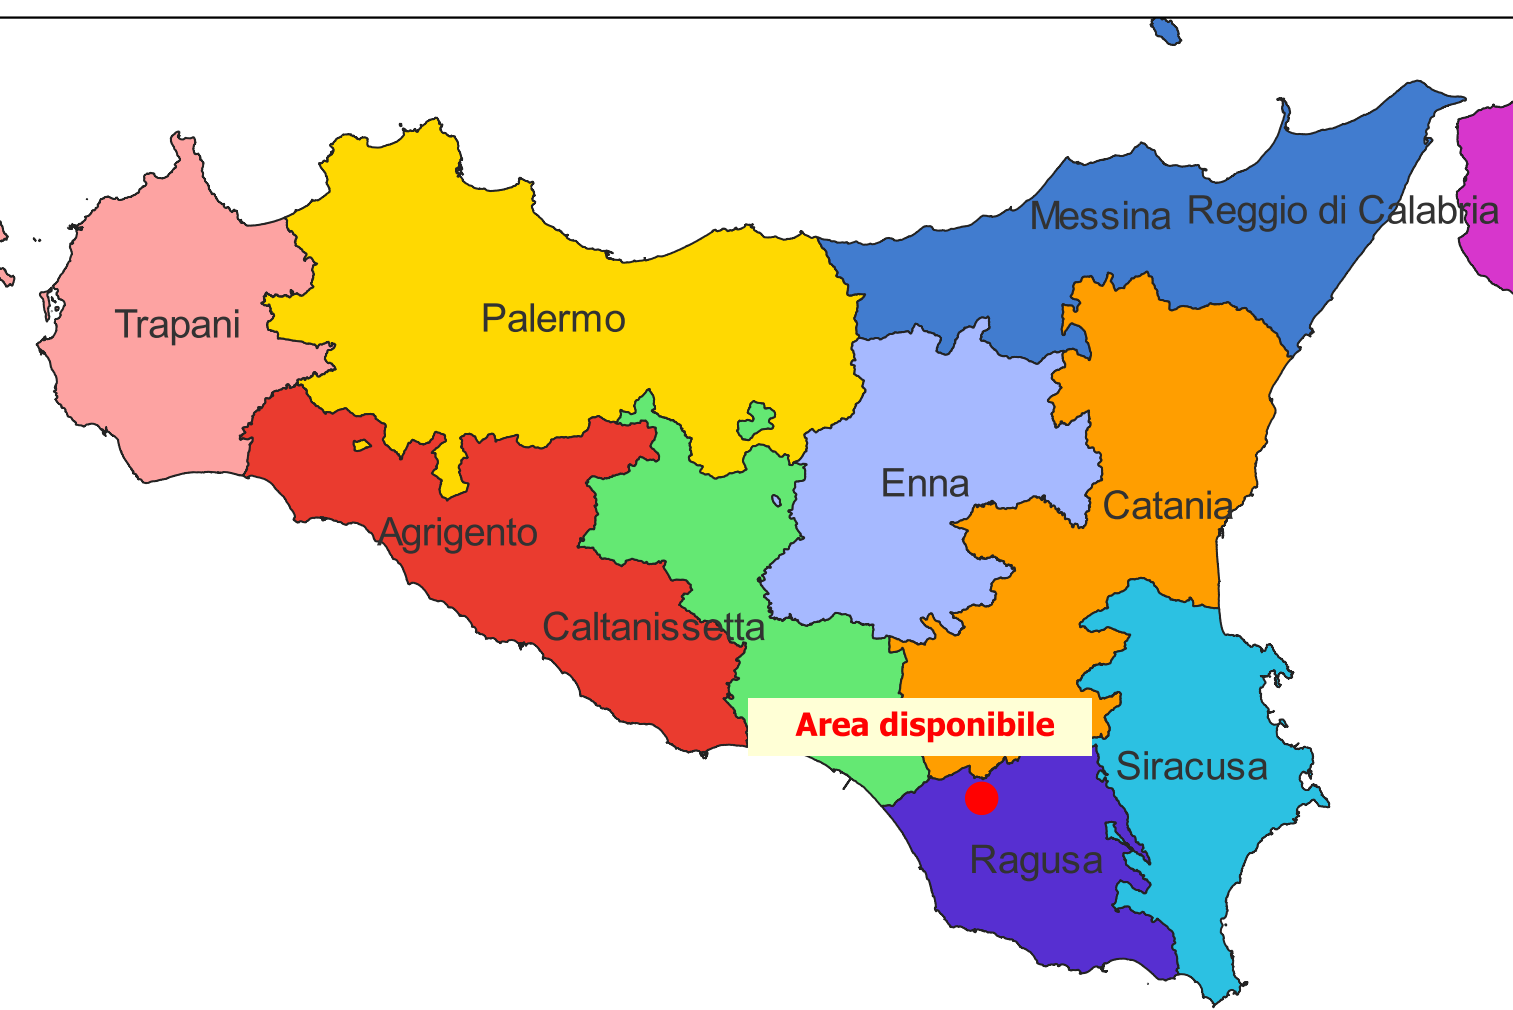 Messina
Reggio di Calabria
Trapani
Palermo
Enna
Catania
Agrigento
Caltanissetta
Area disponibile
Siracusa
Ragusa